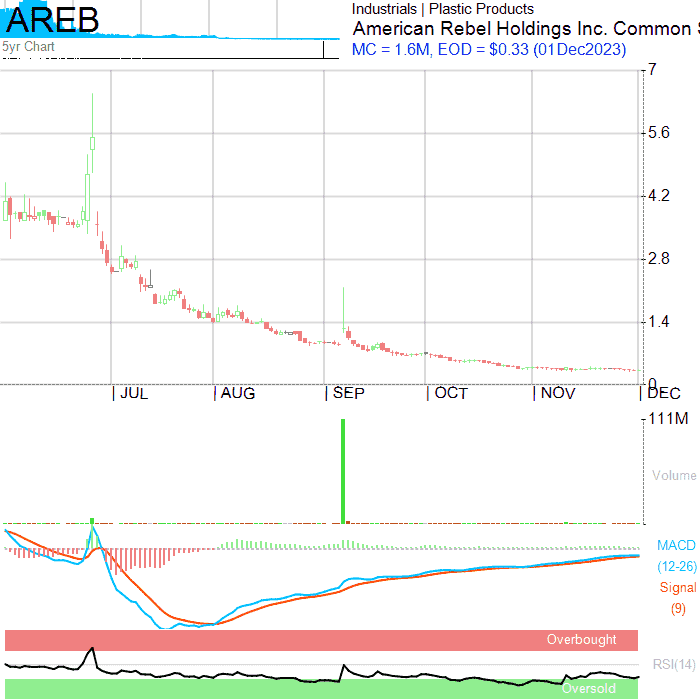 AREB
5yr Chart
Industrials | Plastic Products
American Rebel Holdings Inc. Common S
MC = 1.6M, EOD = $0.33 (01Dec2023)
7
5.6
4.2
2.8
1.4
0
| JUL | AUG | SEP | OCT | NOV | DEC
111M
Volume
MACD
(12-26)
Signal
(9)
Overbought
RSI(14)
Oversold